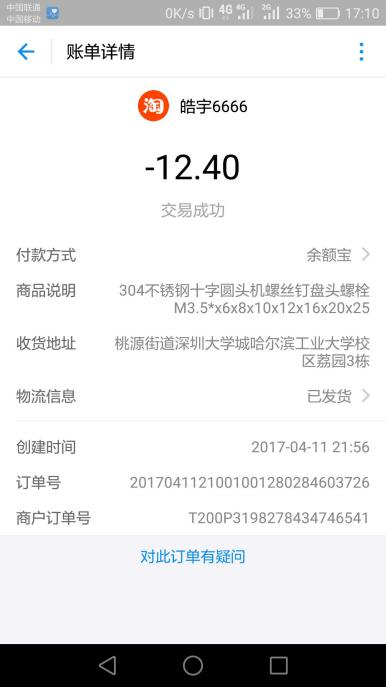 中国联通
中国移动
0K/s 4G 4G 2G 33% 17:10
账单详情
淘 皓宇6666
-12.40
交易成功
付款方式 余额宝
商品说明 304不锈钢十字圆头机螺丝钉盘头螺栓
M3.5*x6x8x10x12x16x20x25
收货地址 桃源街道深圳大学城哈尔滨工业大学校
区荔园3栋
物流信息 已发货
创建时间 2017-04-11 21:56
订单号 2017041121001001280284603726
商户订单号 T200P3198278434746541
对此订单有疑问